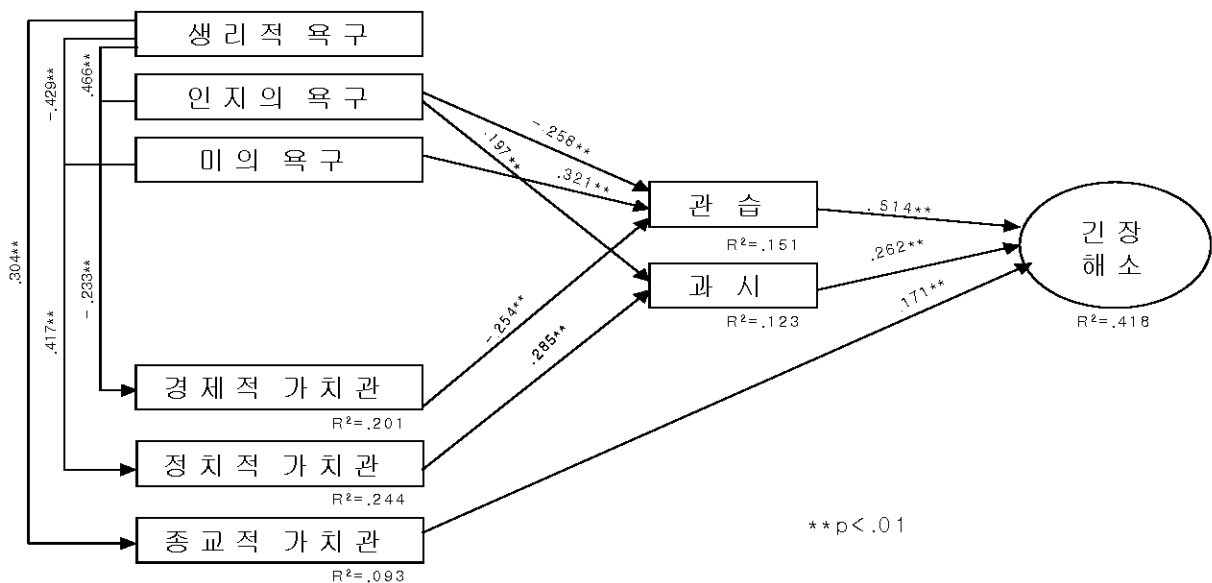 생리적 욕구
인지의 욕구
미의 욕구
-.429**
.466**
.304**
.417**
-.233**
-.258**
.197**
.321**
관습
R²=.151
과시
R²=.123
.514**
.262**
.171**
긴장
해소
R²=.418
-.254**
.285**
경제적 가치관
R²=.201
정치적 가치관
R²=.244
종교적 가치관
R²=.093
**p<.01